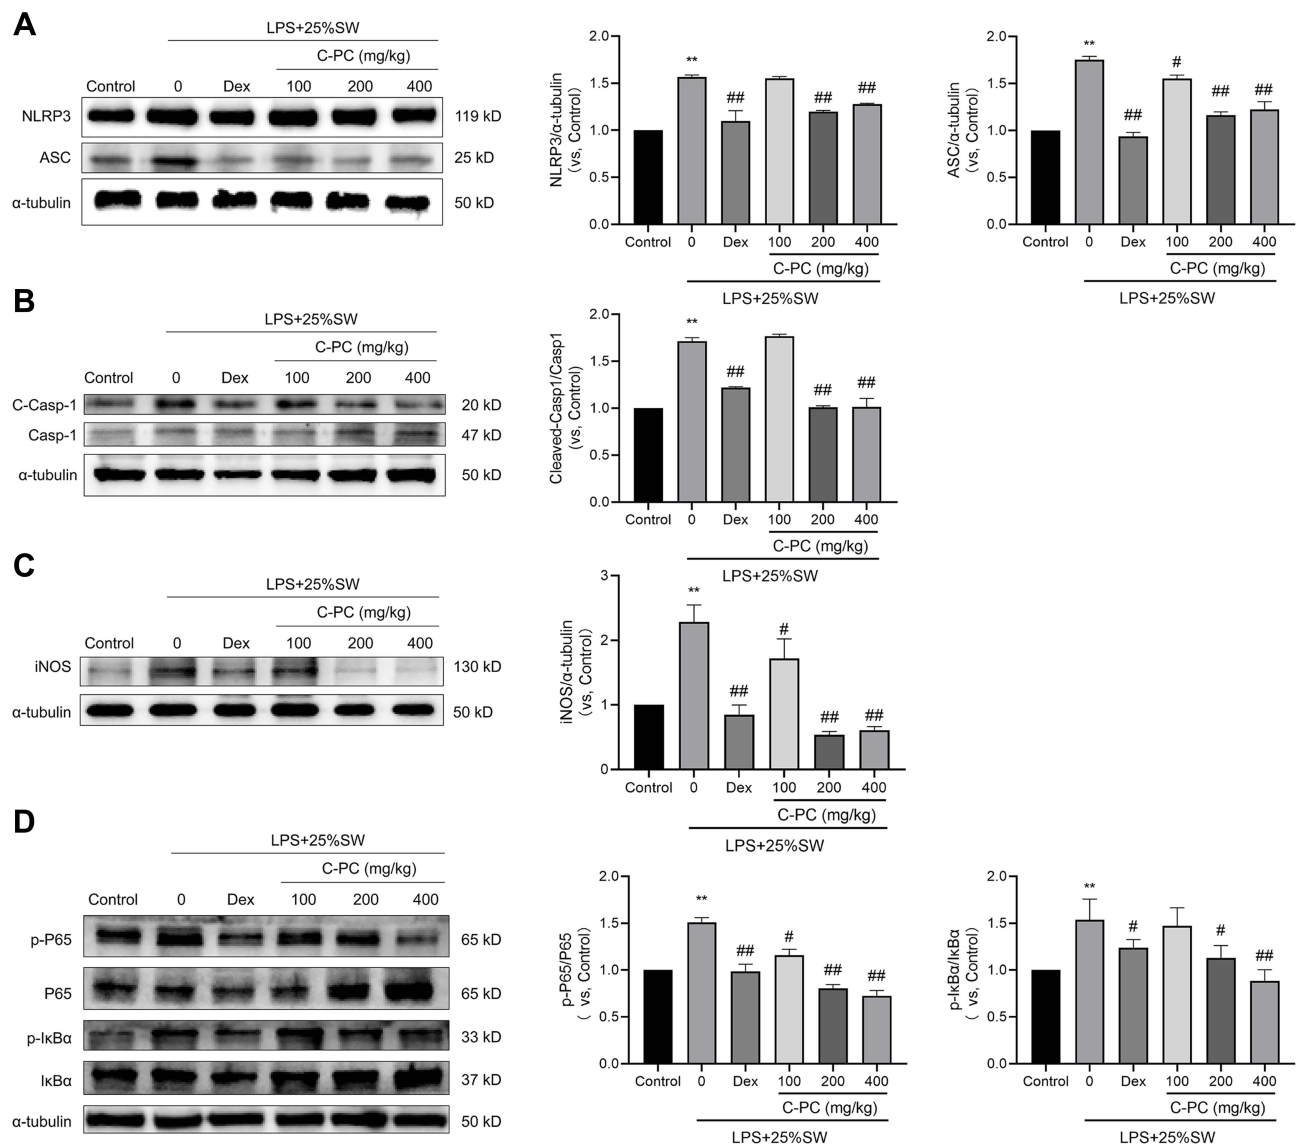 A
LPS+25%SW
C-PC (mg/kg)
Control 0 Dex 100 200 400
NLRP3 119 kD
ASC 25 kD
α-tubulin 50 kD
NLRP3/α-tubulin
(vs, Control)
2.0
**
1.5
## ## ##
1.0
0.5
0.0
Control 0 Dex 100 200 400
C-PC (mg/kg)
LPS+25%SW
ASC/α-tubulin
(vs, Control)
2.0
**
#
1.5
## ## ##
1.0
0.5
0.0
Control 0 Dex 100 200 400
C-PC (mg/kg)
LPS+25%SW
B
LPS+25%SW
C-PC (mg/kg)
Control 0 Dex 100 200 400
C-Casp-1 20 kD
Casp-1 47 kD
α-tubulin 50 kD
Cleaved-Casp1/Casp1
(vs, Control)
2.0
**
1.5
## ## ##
1.0
0.5
0.0
Control 0 Dex 100 200 400
C-PC (mg/kg)
LPS+25%SW
C
LPS+25%SW
C-PC (mg/kg)
Control 0 Dex 100 200 400
iNOS 130 kD
α-tubulin 50 kD
iNOS/α-tubulin
(vs, Control)
3
**
#
2
## ## ##
1
0
Control 0 Dex 100 200 400
C-PC (mg/kg)
LPS+25%SW
D
LPS+25%SW
C-PC (mg/kg)
Control 0 Dex 100 200 400
p-P65 65 kD
P65 65 kD
p-IκBα 33 kD
IκBα 37 kD
α-tubulin 50 kD
p-P65/P65
( vs, Control)
2.0
**
1.5
## # ## ##
1.0
0.5
0.0
Control 0 Dex 100 200 400
C-PC (mg/kg)
LPS+25%SW
p-IκBα/IκBα
( vs, Control)
2.0
**
1.5
# # ##
1.0
0.5
0.0
Control 0 Dex 100 200 400
C-PC (mg/kg)
LPS+25%SW